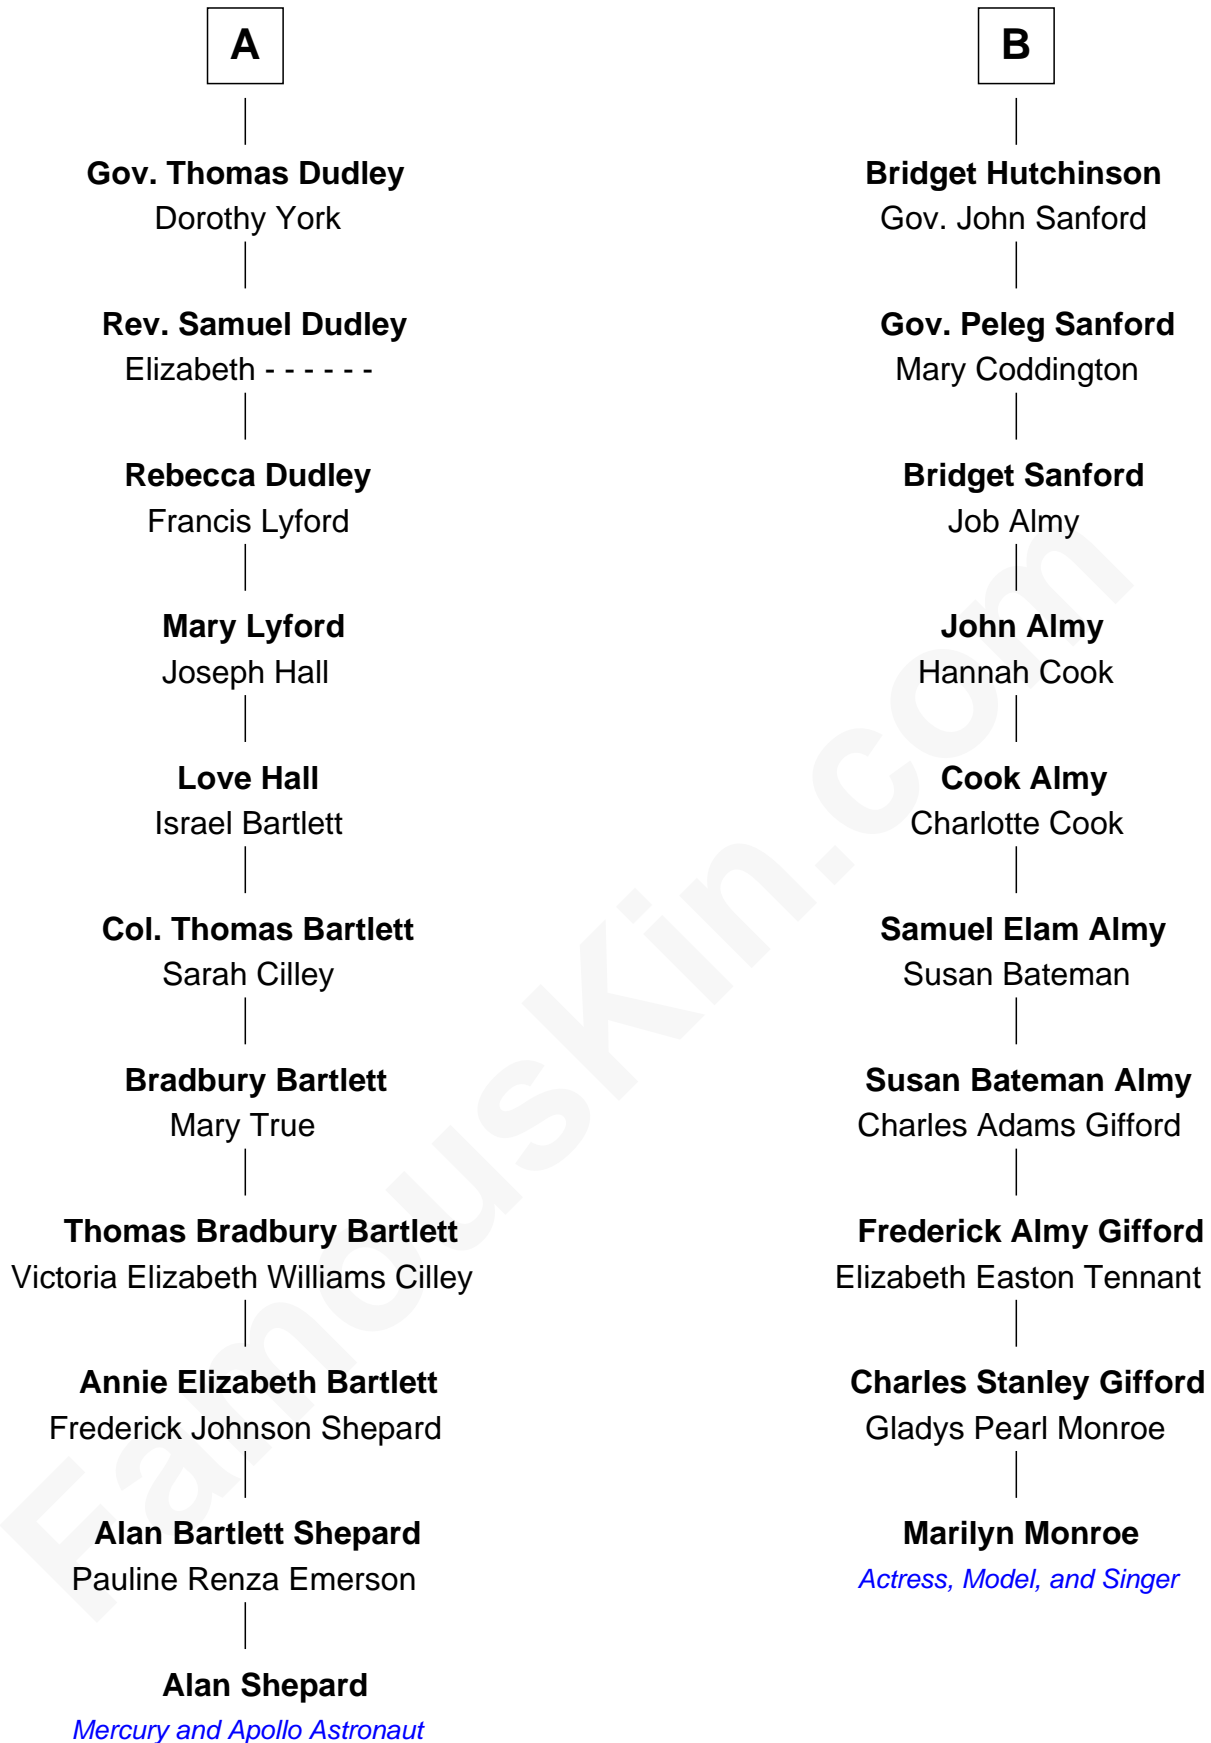 A
Gov. Thomas Dudley
Dorothy York
Rev. Samuel Dudley
Elizabeth - - - - - -
Rebecca Dudley
Francis Lyford
Mary Lyford
Joseph Hall
Love Hall
Israel Bartlett
Col. Thomas Bartlett
Sarah Cilley
Bradbury Bartlett
Mary True
Thomas Bradbury Bartlett
Victoria Elizabeth Williams Cilley
Annie Elizabeth Bartlett
Frederick Johnson Shepard
Alan Bartlett Shepard
Pauline Renza Emerson
Alan Shepard
Mercury and Apollo Astronaut
B
Bridget Hutchinson
Gov. John Sanford
Gov. Peleg Sanford
Mary Coddington
Bridget Sanford
Job Almy
John Almy
Hannah Cook
Cook Almy
Charlotte Cook
Samuel Elam Almy
Susan Bateman
Susan Bateman Almy
Charles Adams Gifford
Frederick Almy Gifford
Elizabeth Easton Tennant
Charles Stanley Gifford
Gladys Pearl Monroe
Marilyn Monroe
Actress, Model, and Singer
FamousKin.com